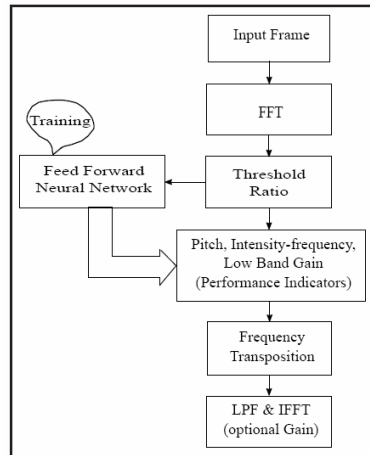 Input Frame
FFT
Training
Feed Forward
Neural Network
Threshold
Ratio
Pitch, Intensity-frequency,
Low Band Gain
(Performance Indicators)
Frequency
Transposition
LPF & IFFT
(optional Gain)